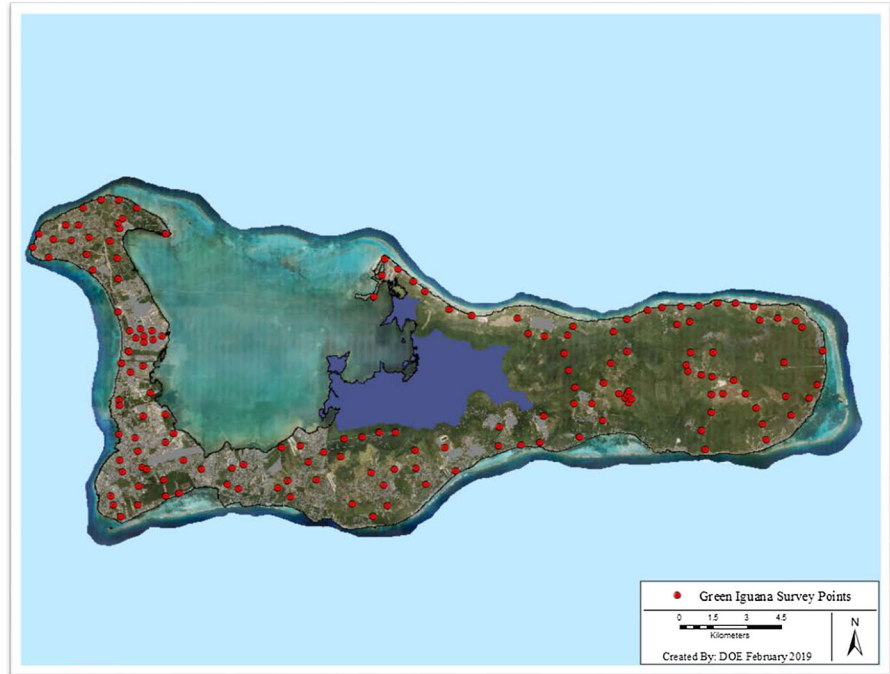 Green Iguana Survey Points
0 1.5 3 4.5
Kilometers
N
Created By: DOE February 2019